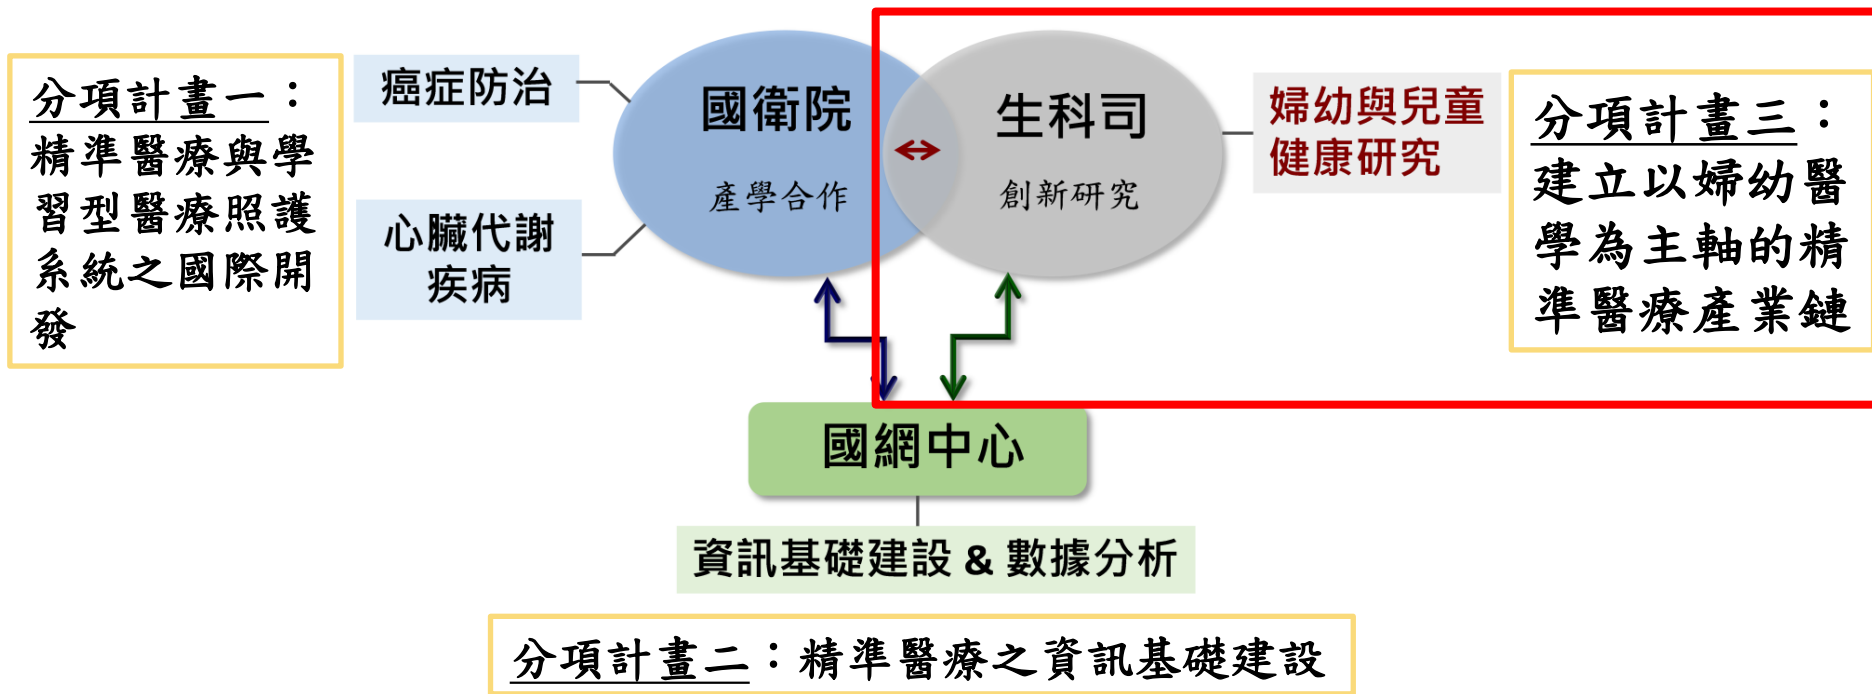 分項計畫一：
精準醫療與學
習型醫療照護
系統之國際開
發
癌症防治
心臟代謝
疾病
國衛院
產學合作
生科司
創新研究
婦幼與兒童
健康研究
分項計畫三：
建立以婦幼醫
學為主軸的精
準醫療產業鏈
國網中心
資訊基礎建設 & 數據分析
分項計畫二：精準醫療之資訊基礎建設